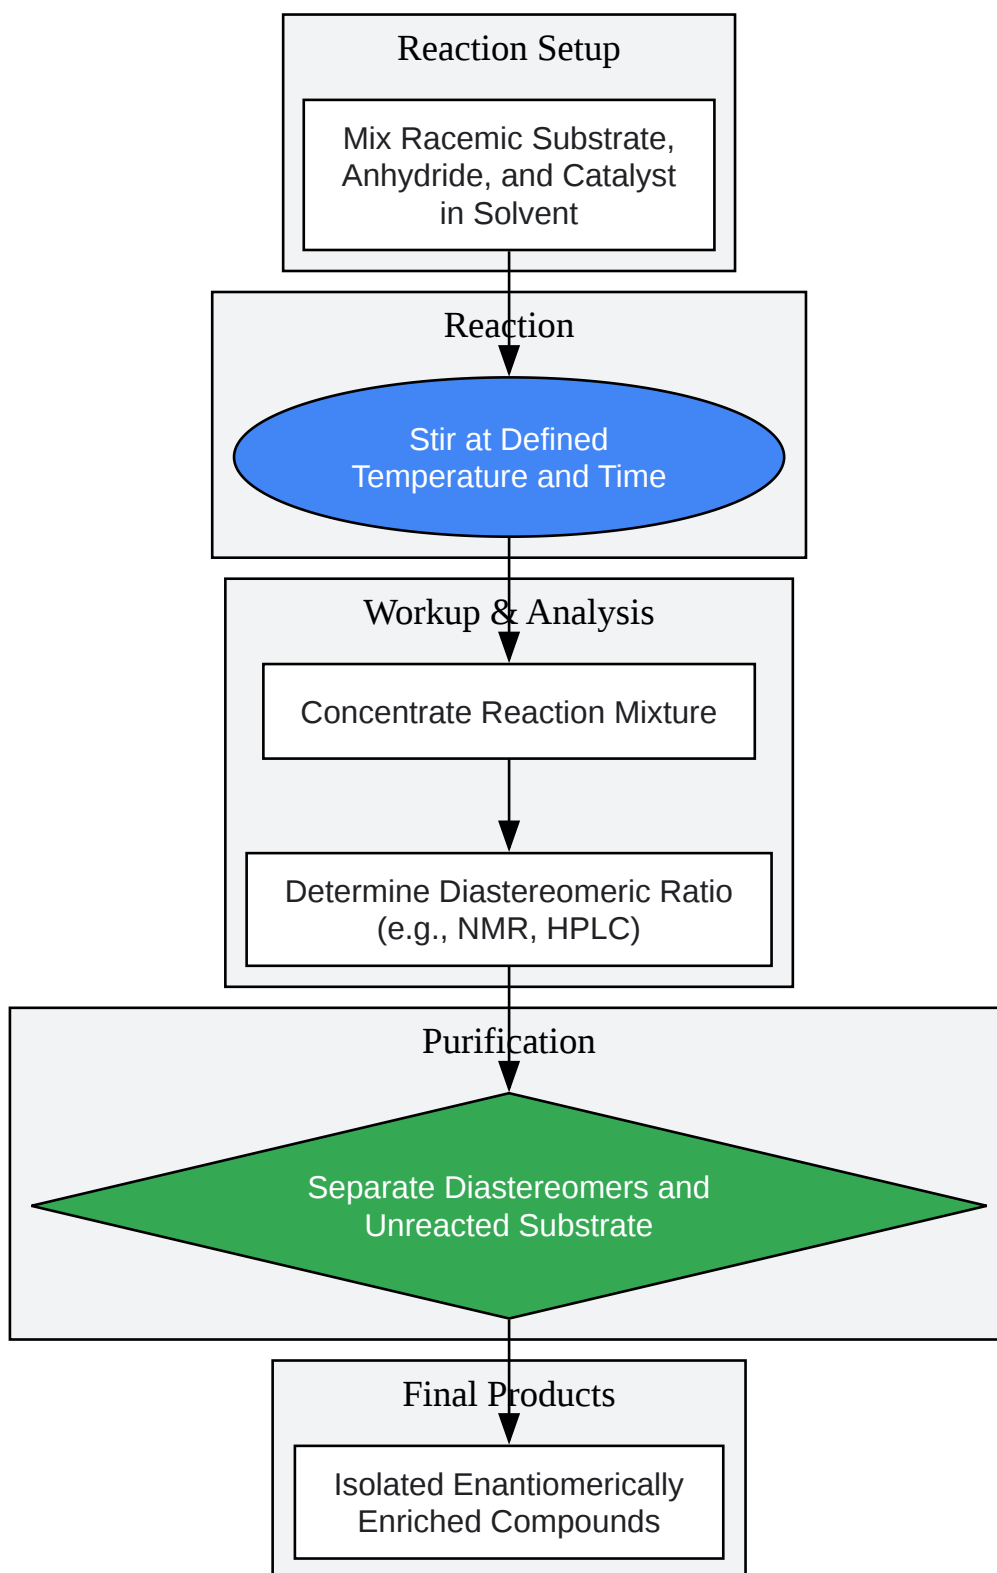 Reaction Setup
Mix Racemic Substrate,
Anhydride, and Catalyst
in Solvent
Reaction
Stir at Defined
Temperature and Time
Workup & Analysis
Concentrate Reaction Mixture
Determine Diastereomeric Ratio
(e.g., NMR, HPLC)
Purification
Separate Diastereomers and
Unreacted Substrate
Final Products
Isolated Enantiomerically
Enriched Compounds